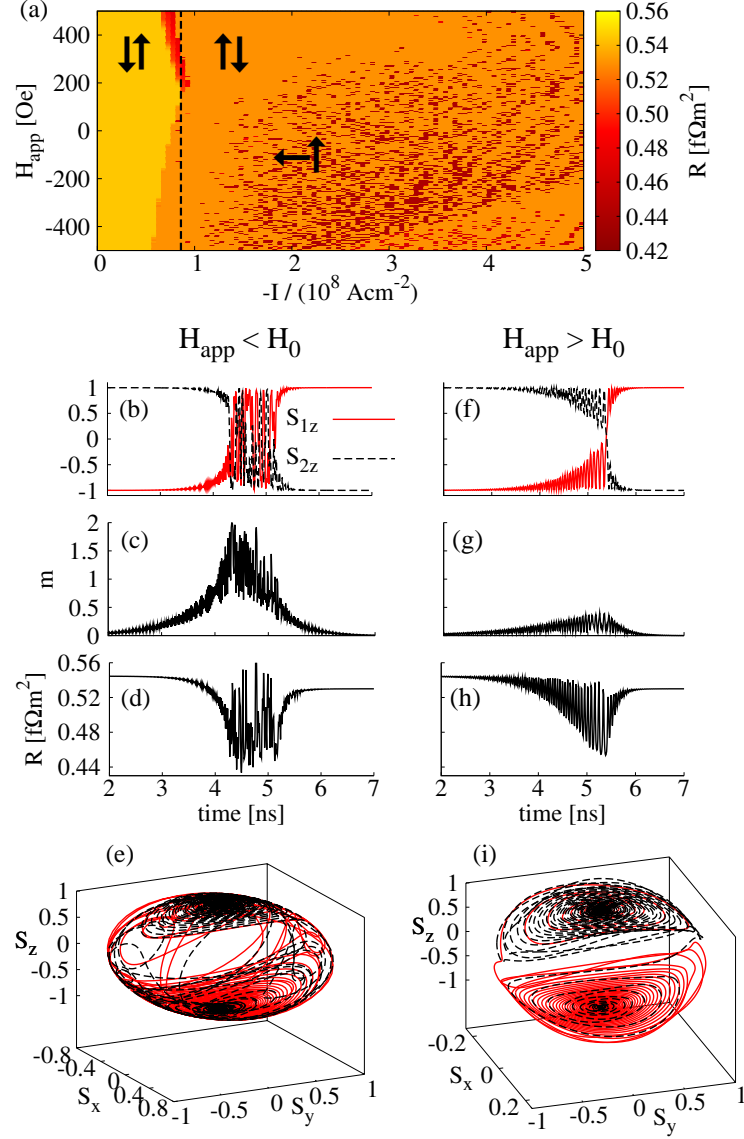 (a)
H_app [Oe]
400
200
0
-200
-400
0
1
2
3
4
5
-I / (10^8 Acm^-2)
0.56
0.54
0.52
0.50
0.48
0.46
0.44
0.42
R [fΩm²]
H_app < H_0
H_app > H_0
(b)
1
0.5
0
-0.5
-1
S_1z
S_2z
(f)
(c)
m
2
1.5
1
0.5
0
(g)
(d)
R [fΩm²]
0.56
0.52
0.48
0.44
(h)
2 3 4 5 6 7
time [ns]
2 3 4 5 6 7
time [ns]
(e)
S_z
1
0.5
0
-0.5
-1
-0.8
-0.4
0
0.4
0.8
S_x
-1
-0.5
0
0.5
1
S_y
(i)
S_z
1
0.5
0
-0.5
-1
-0.2
0
0.2
S_x
-1
-0.5
0
0.5
1
S_y